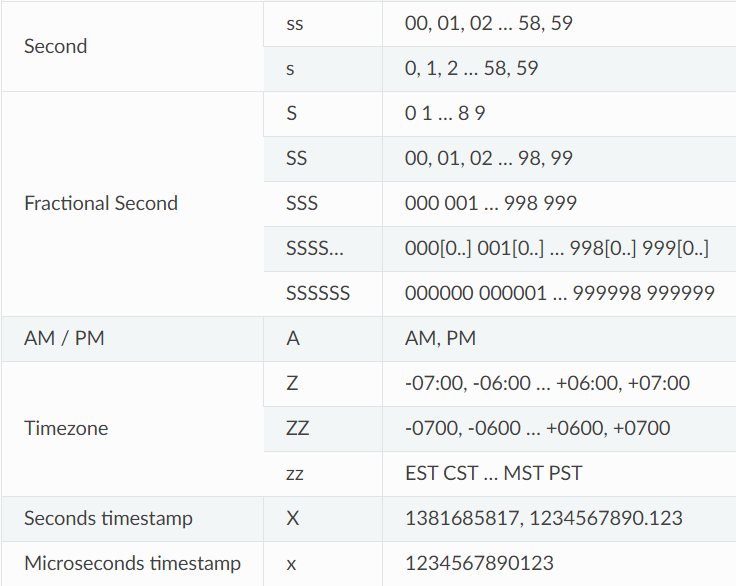 Second ss 00, 01, 02 ... 58, 59
s 0, 1, 2 ... 58, 59
Fractional Second S 0 1 ... 8 9
SS 00, 01, 02 ... 98, 99
SSS 000 001 ... 998 999
SSSS... 000[0..] 001[0..] ... 998[0..] 999[0..]
SSSSSS 000000 000001 ... 999998 999999
AM / PM A AM, PM
Timezone Z -07:00, -06:00 ... +06:00, +07:00
ZZ -0700, -0600 ... +0600, +0700
zz EST CST ... MST PST
Seconds timestamp X 1381685817, 1234567890.123
Microseconds timestamp x 1234567890123